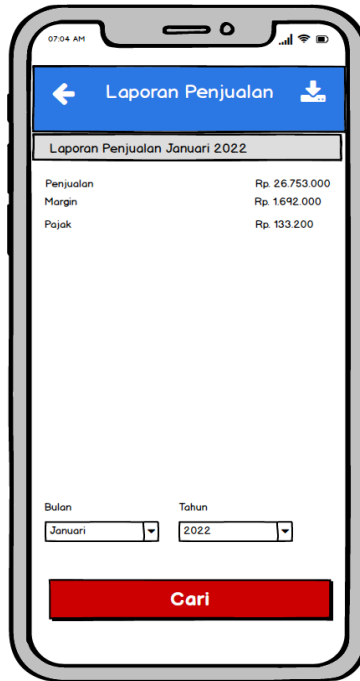 07:04 AM
Laporan Penjualan
Laporan Penjualan Januari 2022
Penjualan Rp. 26.753.000
Margin Rp. 1.692.000
Pajak Rp. 133.200
Bulan Tahun
Januari 2022
Cari